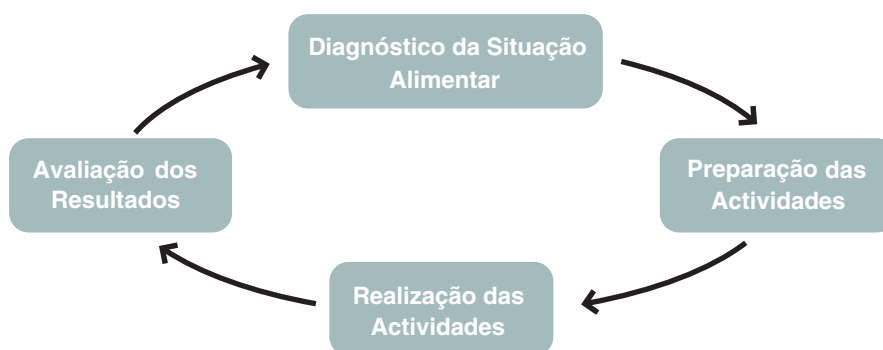 Diagnóstico da Situação
Alimentar
Preparação das
Actividades
Realização das
Actividades
Avaliação dos
Resultados